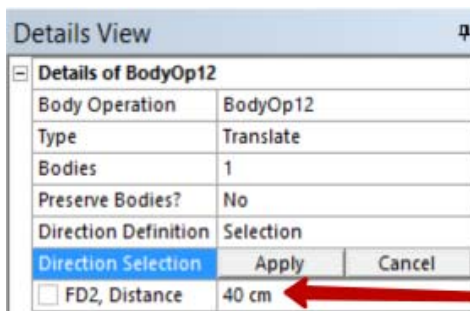 Details View
Details of BodyOp12
Body Operation BodyOp12
Type Translate
Bodies 1
Preserve Bodies? No
Direction Definition Selection
Direction Selection Apply Cancel
FD2, Distance 40 cm